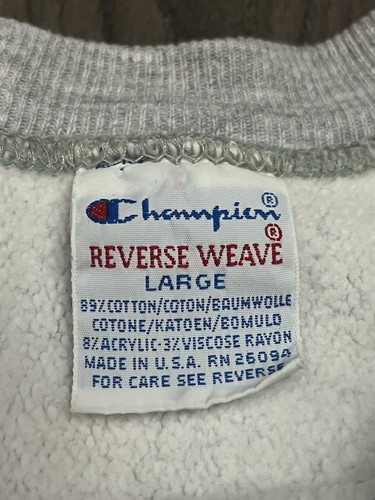 Champion®
®
REVERSE WEAVE
LARGE
89% COTTON/COTON/BAUMWOLLE
COTONE/KATOEN/BOMULD
8% ACRYLIC-3% VISCOSE RAYON
MADE IN U.S.A. RN 26094
FOR CARE SEE REVERSE